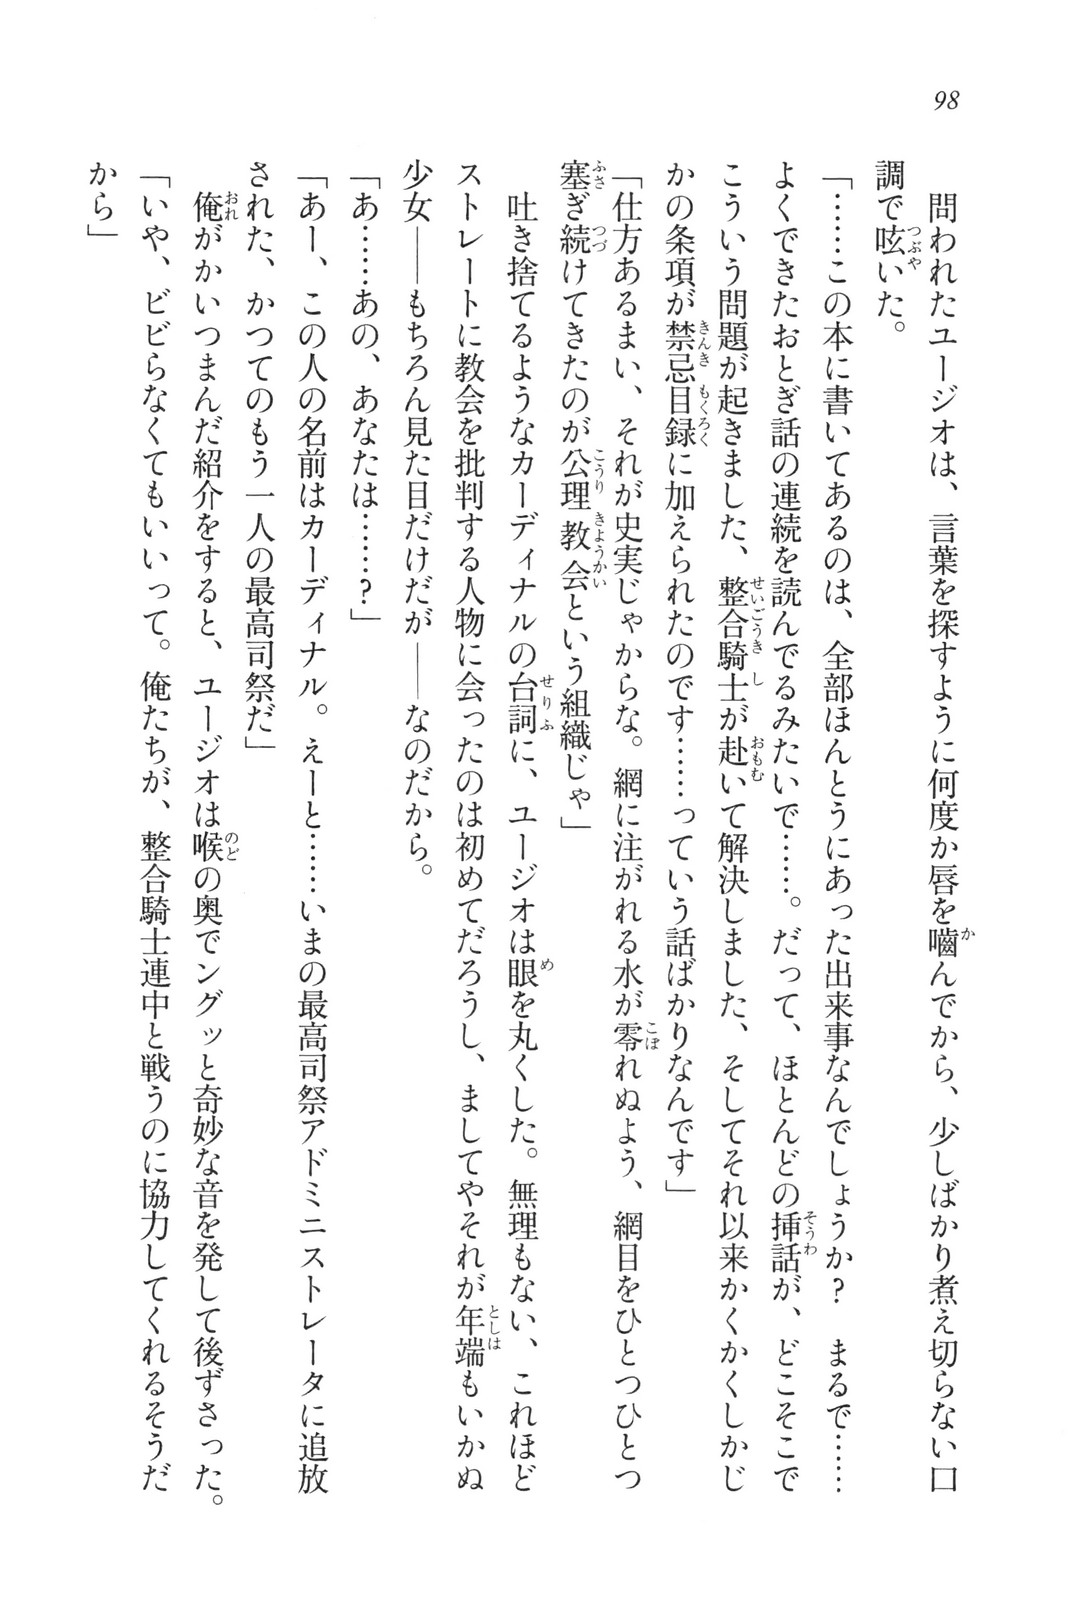 98
問われたユージオは、言葉を探すように何度か唇を嚙んでから、少しばかり煮え切らない口
調で呟いた。
「……この本に書いてあるのは、全部ほんとうにあった出来事なんでしょうか？　まるで……
よくできたおとぎ話の連続を読んでるみたいで……。だって、ほとんどの挿話が、どこそこで
こういう問題が起きました、整合騎士が赴いて解決しました、そしてそれ以来かくかくしかじ
かの条項が禁忌目録に加えられたのです……っていう話ばかりなんです」
「仕方あるまい、それが史実じゃからな。網に注がれる水が零れぬよう、網目をひとつひとつ
塞ぎ続けてきたのが公理教会という組織じゃ」
吐き捨てるようなカーディナルの台詞に、ユージオは眼を丸くした。無理もない、これほど
ストレートに教会を批判する人物に会ったのは初めてだろうし、ましてやそれが年端もいかぬ
少女――もちろん見た目だけだが――なのだから。
「あ……あの、あなたは……？」
「あー、この人の名前はカーディナル。えーと……いまの最高司祭アドミニストレータに追放
された、かつてのもう一人の最高司祭だ」
俺がかいつまんだ紹介をすると、ユージオは喉の奥でングッと奇妙な音を発して後ずさった。
「いや、ビビらなくてもいいって。俺たちが、整合騎士連中と戦うのに協力してくれるそうだ
から」